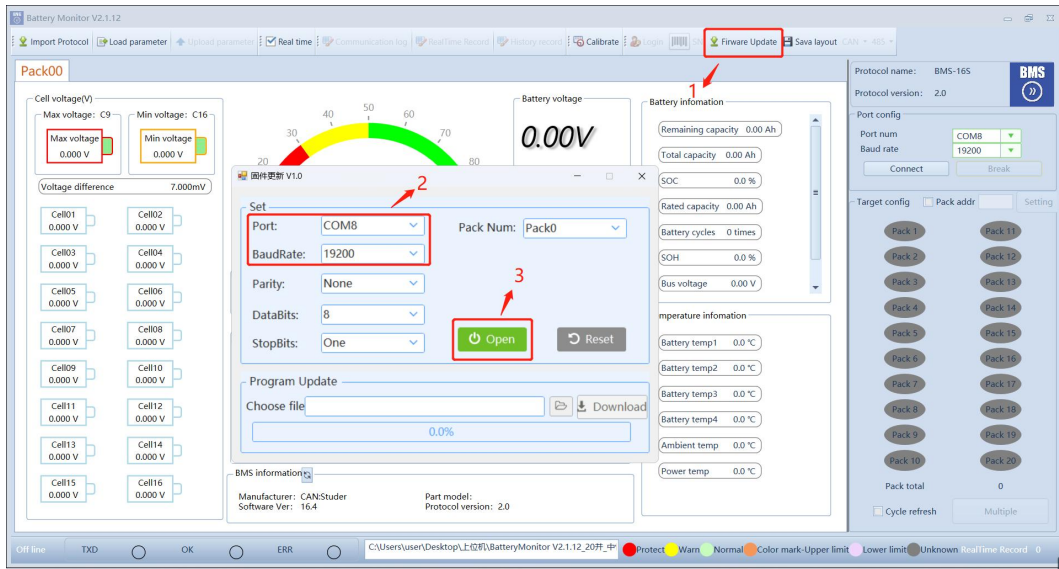 Battery Monitor V2.1.12
Import Protocol Load parameter Upload parameter Real time Communication log RealTime Record History record Calibrate Login Firware Update Sava layout CAN + 485
1
Pack00
Cell voltage(V)
Max voltage: C9 Min voltage: C16
Max voltage
0.000 V
Min voltage
0.000 V
Voltage difference 7.000mV
Cell01
0.000 V
Cell02
0.000 V
Cell03
0.000 V
Cell04
0.000 V
Cell05
0.000 V
Cell06
0.000 V
Cell07
0.000 V
Cell08
0.000 V
Cell09
0.000 V
Cell10
0.000 V
Cell11
0.000 V
Cell12
0.000 V
Cell13
0.000 V
Cell14
0.000 V
Cell15
0.000 V
Cell16
0.000 V
20 30 40 50 60 70 80
Battery voltage
0.00V
固件更新 V1.0
2
Set
Port: COM8
Pack Num: Pack0
BaudRate: 19200
Parity: None
DataBits: 8
StopBits: One
3
Open
Reset
Program Update
Choose file
Download
0.0%
BMS information
Manufacturer: CAN:Studer
Part model:
Software Ver: 16.4
Protocol version: 2.0
Battery infomation
Remaining capacity 0.00 Ah
Total capacity 0.00 Ah
SOC 0.0 %
Rated capacity 0.00 Ah
Battery cycles 0 times
SOH 0.0 %
Bus voltage 0.00 V
mperature infomation
Battery temp1 0.0 ℃
Battery temp2 0.0 ℃
Battery temp3 0.0 ℃
Battery temp4 0.0 ℃
Ambient temp 0.0 ℃
Power temp 0.0 ℃
Protocol name: BMS-16S
Protocol version: 2.0
BMS
Port config
Port num COM8
Baud rate 19200
Connect Break
Target config Pack addr Setting
Pack 1 Pack 11
Pack 2 Pack 12
Pack 3 Pack 13
Pack 4 Pack 14
Pack 5 Pack 15
Pack 6 Pack 16
Pack 7 Pack 17
Pack 8 Pack 18
Pack 9 Pack 19
Pack 10 Pack 20
Pack total 0
Cycle refresh Multiple
Off line TXD OK ERR C:\Users\user\Desktop\上位机\BatteryMonitor V2.1.12_20并_中 Protect Warn Normal Color mark-Upper limit Lower limit Unknown RealTime Record 0